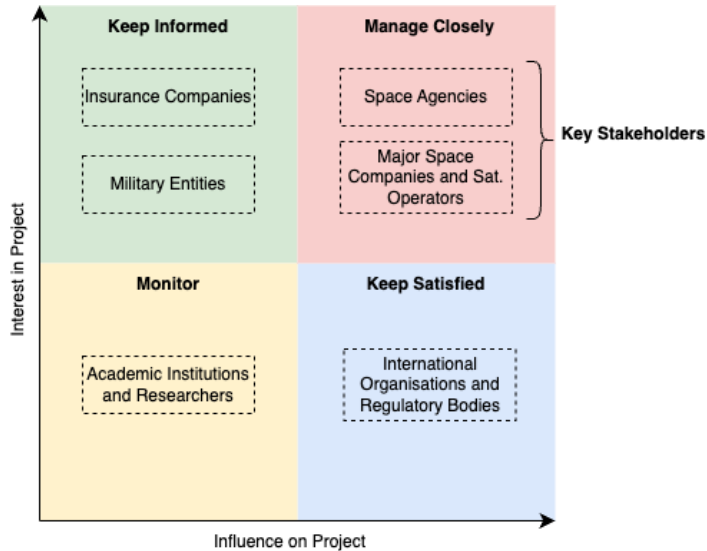 Keep Informed
Manage Closely
Insurance Companies
Space Agencies
Key Stakeholders
Military Entities
Major Space
Companies and Sat.
Operators
Interest in Project
Monitor
Keep Satisfied
Academic Institutions
and Researchers
International
Organisations and
Regulatory Bodies
Influence on Project